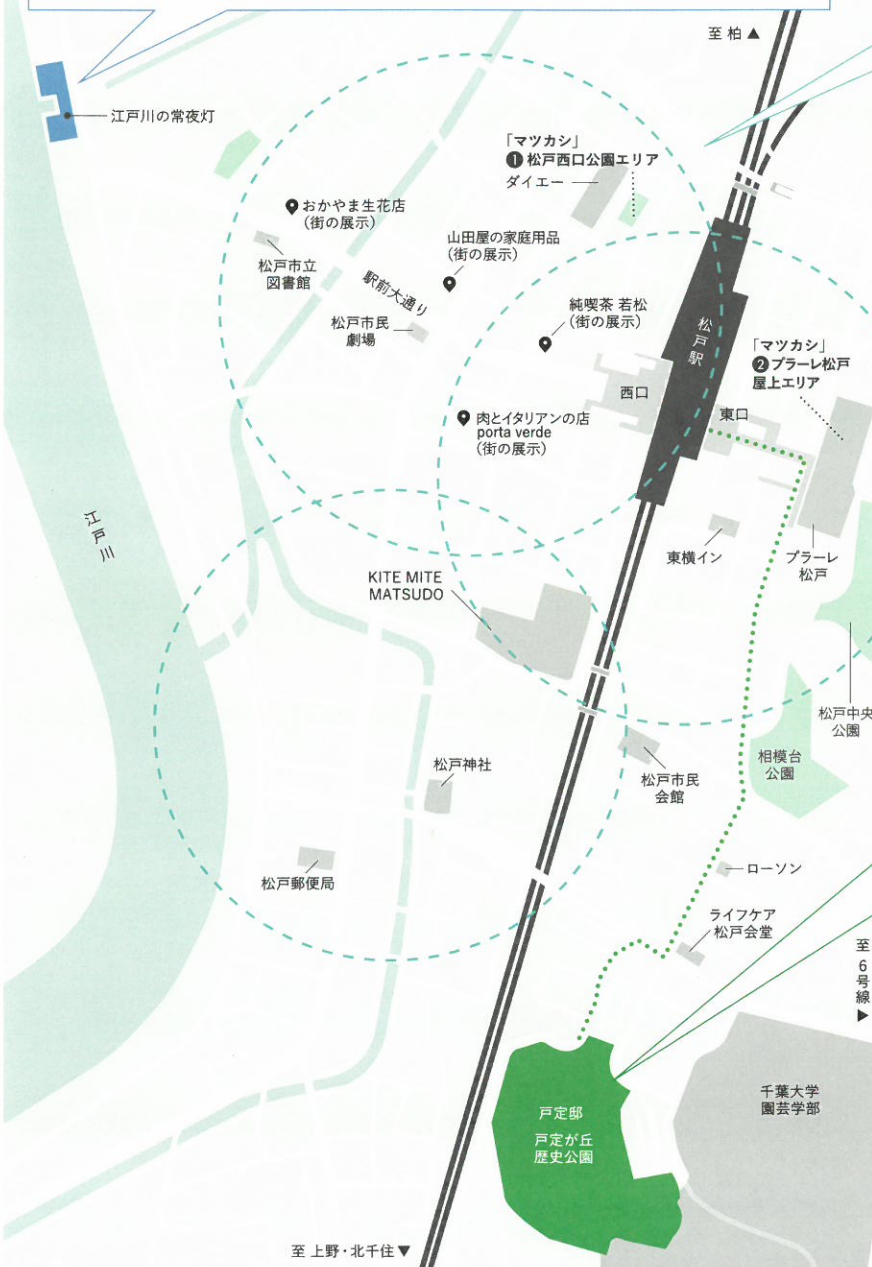 至 柏 ▲
江戸川の常夜灯
「マツカシ」
❶ 松戸西口公園エリア
ダイエー
おかやま生花店
(街の展示)
松戸市立
図書館
山田屋の家庭用品
(街の展示)
駅前大通り
松戸市民
劇場
純喫茶 若松
(街の展示)
松戸駅
「マツカシ」
❷ プラーレ松戸
屋上エリア
西口
東口
肉とイタリアンの店
porta verde
(街の展示)
江戸川
東横イン
プラーレ
松戸
KITE MITE
MATSUDO
松戸中央
公園
相模台
公園
松戸神社
松戸市民
会館
松戸郵便局
ローソン
ライフケア
松戸会堂
至6号線▶
千葉大学
園芸学部
戸定邸
戸定が丘
歴史公園
至 上野・北千住 ▼